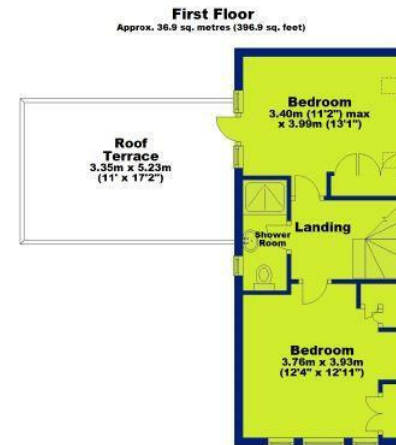 First Floor
Approx. 36.9 sq. metres (396.9 sq. feet)
Bedroom
3.40m (11'2") max
x 3.99m (13'1")
Roof
Terrace
3.35m x 5.23m
(11' x 17'2")
Landing
Shower
Room
Bedroom
3.76m x 3.93m
(12'4" x 12'11")